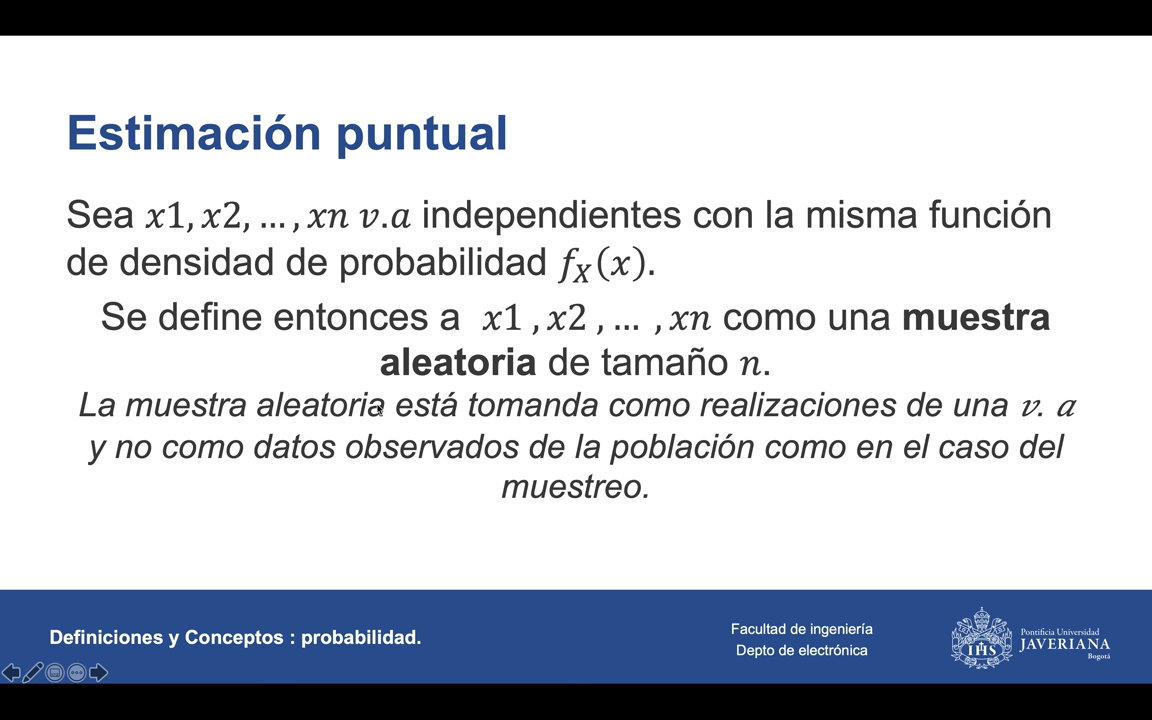 Estimación puntual
Sea x1, x2, … , xn v.a independientes con la misma función
de densidad de probabilidad fX(x).
Se define entonces a x1 , x2 , … , xn como una muestra
aleatoria de tamaño n.
La muestra aleatoria está tomanda como realizaciones de una v. a
y no como datos observados de la población como en el caso del
muestreo.
Definiciones y Conceptos : probabilidad.
Facultad de ingeniería
Depto de electrónica
IHS
Pontificia Universidad
JAVERIANA
Bogotá